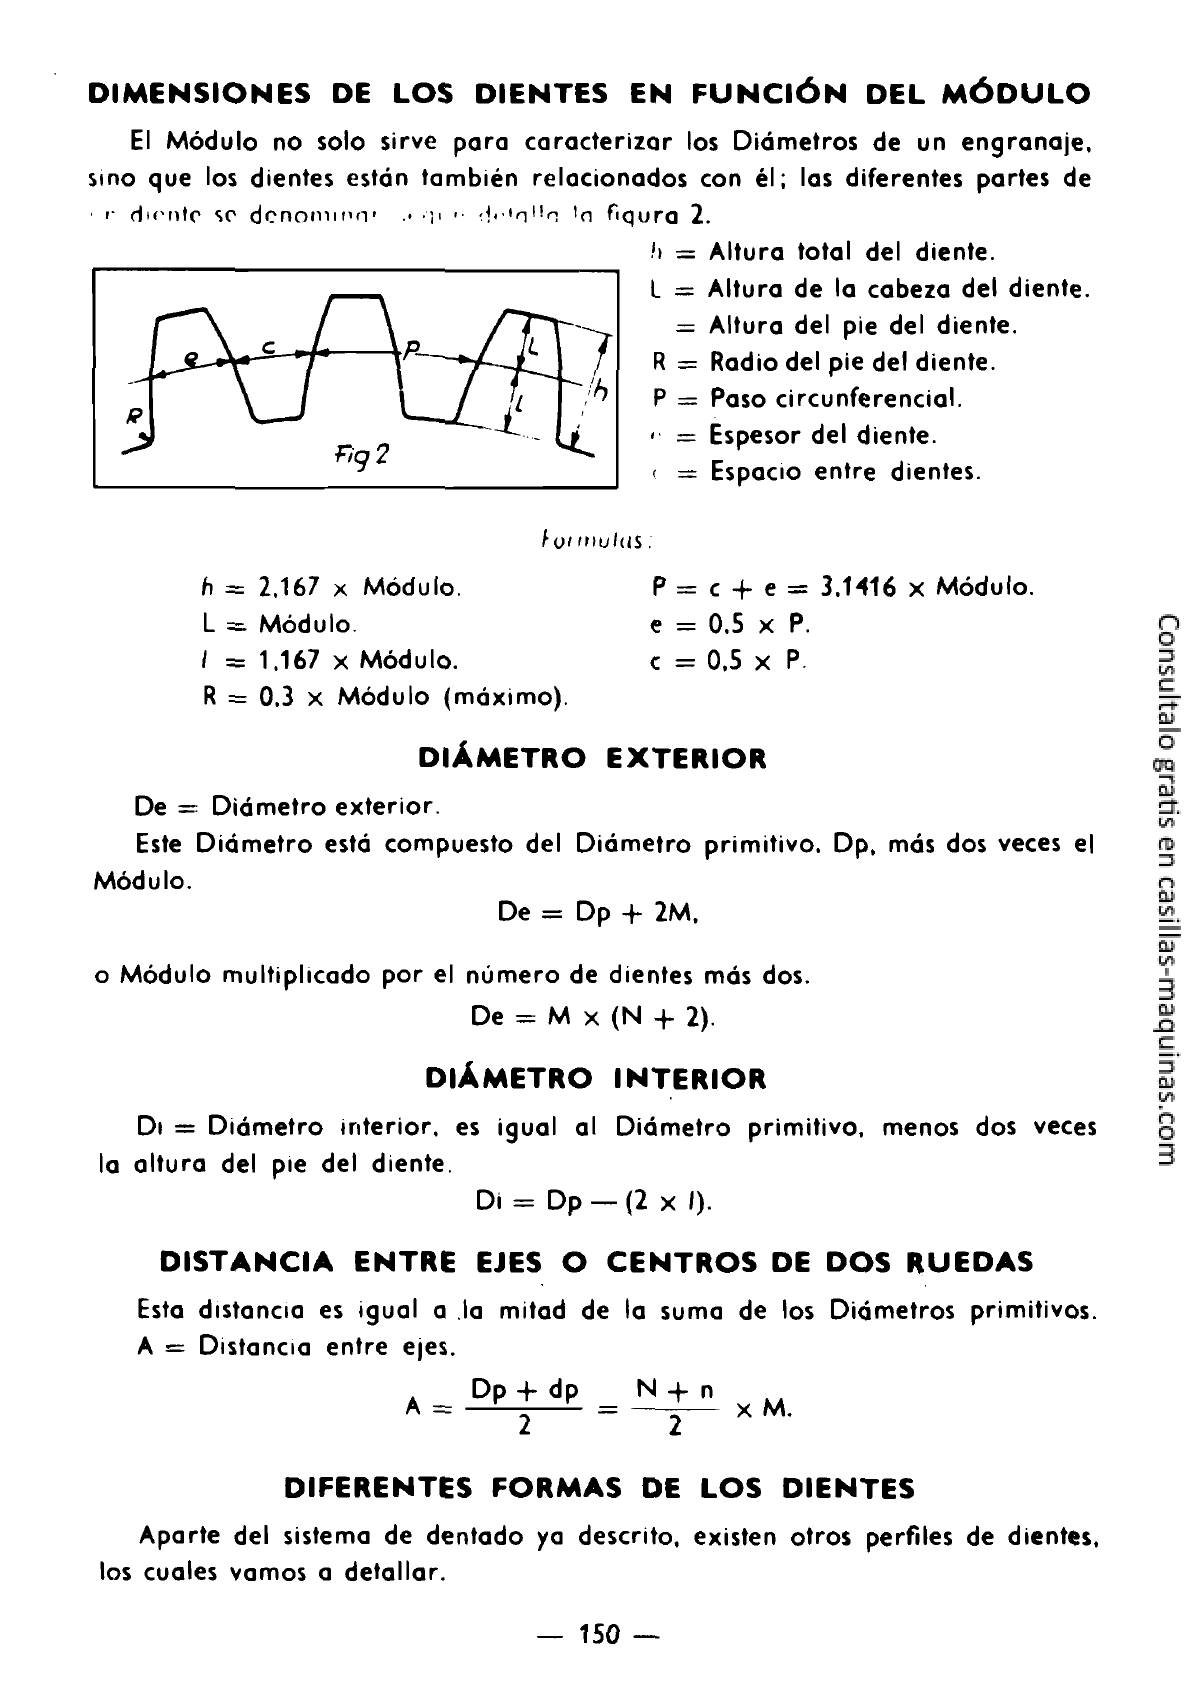 DIMENSIONES DE LOS DIENTES EN FUNCIÓN DEL MÓDULO
El Módulo no solo sirve para caracterizar los Diámetros de un engranaje,
sino que los dientes están también relacionados con él; las diferentes partes de
diente se denominan detalla la figura 2.
h = Altura total del diente.
L = Altura de la cabeza del diente.
= Altura del pie del diente.
R = Radio del pie del diente.
P = Paso circunferencial.
= Espesor del diente.
= Espacio entre dientes.
e c P L l h R
Fig 2
Formulas:
h = 2,167 x Módulo.
L = Módulo.
l = 1,167 x Módulo.
R = 0,3 x Módulo (máximo).
P = c + e = 3,1416 x Módulo.
e = 0,5 x P.
c = 0,5 x P.
DIÁMETRO EXTERIOR
De = Diámetro exterior.
Este Diámetro está compuesto del Diámetro primitivo, Dp, más dos veces el
Módulo.
De = Dp + 2M,
o Módulo multiplicado por el número de dientes más dos.
De = M x (N + 2).
DIÁMETRO INTERIOR
Di = Diámetro interior, es igual al Diámetro primitivo, menos dos veces
la altura del pie del diente.
Di = Dp — (2 x l).
DISTANCIA ENTRE EJES O CENTROS DE DOS RUEDAS
Esta distancia es igual a la mitad de la suma de los Diámetros primitivos.
A = Distancia entre ejes.
A = Dp + dp / 2 = N + n / 2 x M.
DIFERENTES FORMAS DE LOS DIENTES
Aparte del sistema de dentado ya descrito, existen otros perfiles de dientes,
los cuales vamos a detallar.
— 150 —
Consultalo gratis en casillas-maquinas.com